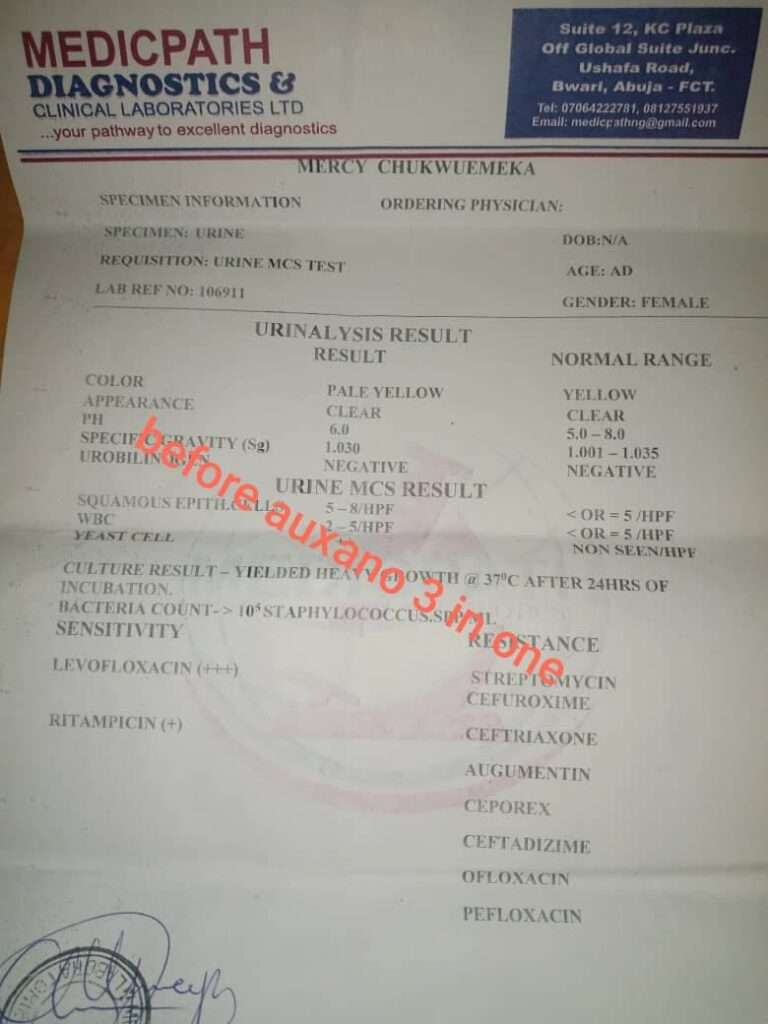 MEDICPATH
DIAGNOSTICS &
CLINICAL LABORATORIES LTD
...your pathway to excellent diagnostics
Suite 12, KC Plaza
Off Global Suite Junc.
Ushafa Road,
Bwari, Abuja - FCT.
Tel: 07064222781, 08127551937
Email: medicpathng@gmail.com
MERCY CHUKWUEMEKA
SPECIMEN INFORMATION ORDERING PHYSICIAN:
SPECIMEN: URINE DOB:N/A
REQUISITION: URINE MCS TEST AGE: AD
LAB REF NO: 106911 GENDER: FEMALE
URINALYSIS RESULT
RESULT NORMAL RANGE
COLOR PALE YELLOW YELLOW
APPEARANCE CLEAR CLEAR
PH 6.0 5.0 – 8.0
SPECIFIC GRAVITY (Sg) 1.030 1.001 – 1.035
UROBILINOGEN NEGATIVE NEGATIVE
URINE MCS RESULT
SQUAMOUS EPITH.CELLS 5 – 8/HPF < OR = 5 /HPF
WBC 2 – 5/HPF < OR = 5 /HPF
YEAST CELL NON SEEN/HPF
CULTURE RESULT – YIELDED HEAVY GROWTH @ 37⁰C AFTER 24HRS OF
INCUBATION.
BACTERIA COUNT- > 10⁵ STAPHYLOCOCCUS.SPP/ML
SENSITIVITY RESISTANCE
LEVOFLOXACIN (+++) STREPTOMYCIN
CEFUROXIME
RITAMPICIN (+) CEFTRIAXONE
AUGUMENTIN
CEPOREX
CEFTADIZIME
OFLOXACIN
PEFLOXACIN
before auxano 3 in one